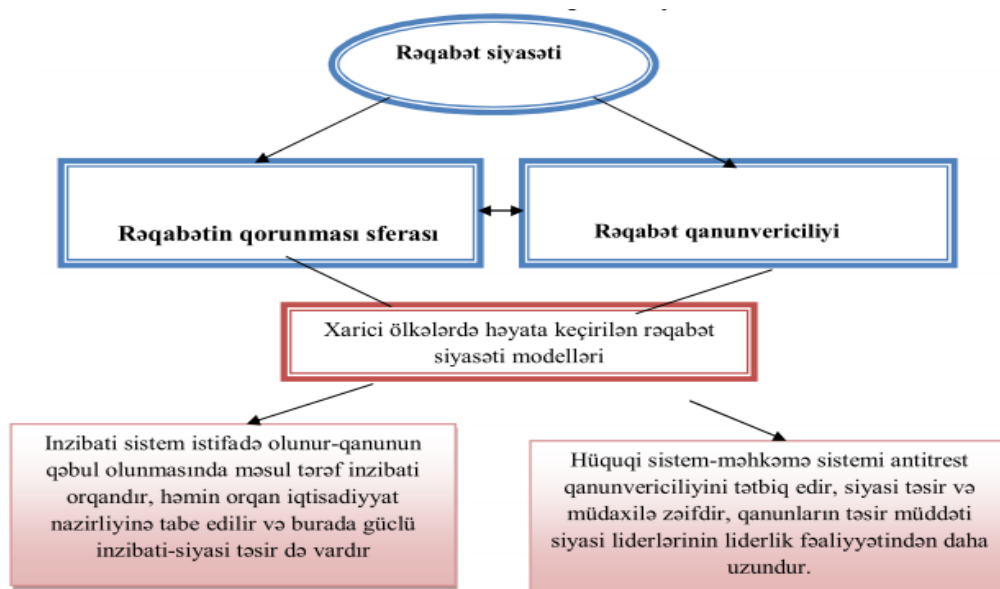 Rəqabət siyasəti
Rəqabətin qorunması sferası
Rəqabət qanunvericiliyi
Xarici ölkələrdə həyata keçirilən rəqabət
siyasəti modelləri
Inzibati sistem istifadə olunur-qanunun
qəbul olunmasında məsul tərəf inzibati
orqandır, həmin orqan iqtisadiyyat
nazirliyinə tabe edilir və burada güclü
inzibati-siyasi təsir də vardır
Hüquqi sistem-məhkəmə sistemi antitrest
qanunvericiliyini tətbiq edir, siyasi təsir və
müdaxilə zəifdir, qanunların təsir müddəti
siyasi liderlərinin liderlik fəaliyyətindən daha
uzundur.